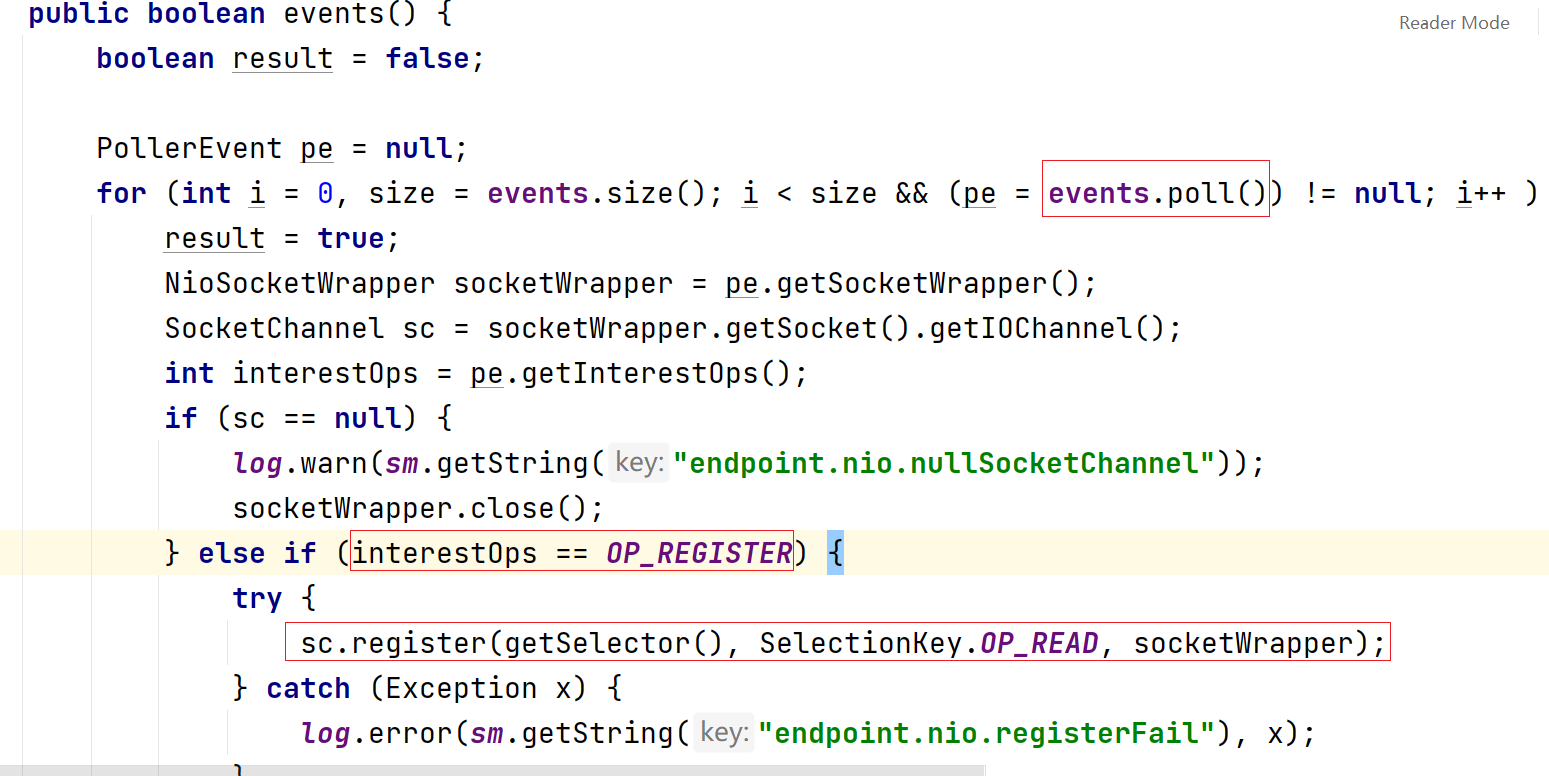 public boolean events() {
Reader Mode
boolean result = false;
PollerEvent pe = null;
for (int i = 0, size = events.size(); i < size && (pe = events.poll()) != null; i++ )
result = true;
NioSocketWrapper socketWrapper = pe.getSocketWrapper();
SocketChannel sc = socketWrapper.getSocket().getIOChannel();
int interestOps = pe.getInterestOps();
if (sc == null) {
log.warn(sm.getString( key: "endpoint.nio.nullSocketChannel"));
socketWrapper.close();
} else if (interestOps == OP_REGISTER) {
try {
sc.register(getSelector(), SelectionKey.OP_READ, socketWrapper);
} catch (Exception x) {
log.error(sm.getString( key: "endpoint.nio.registerFail"), x);
}